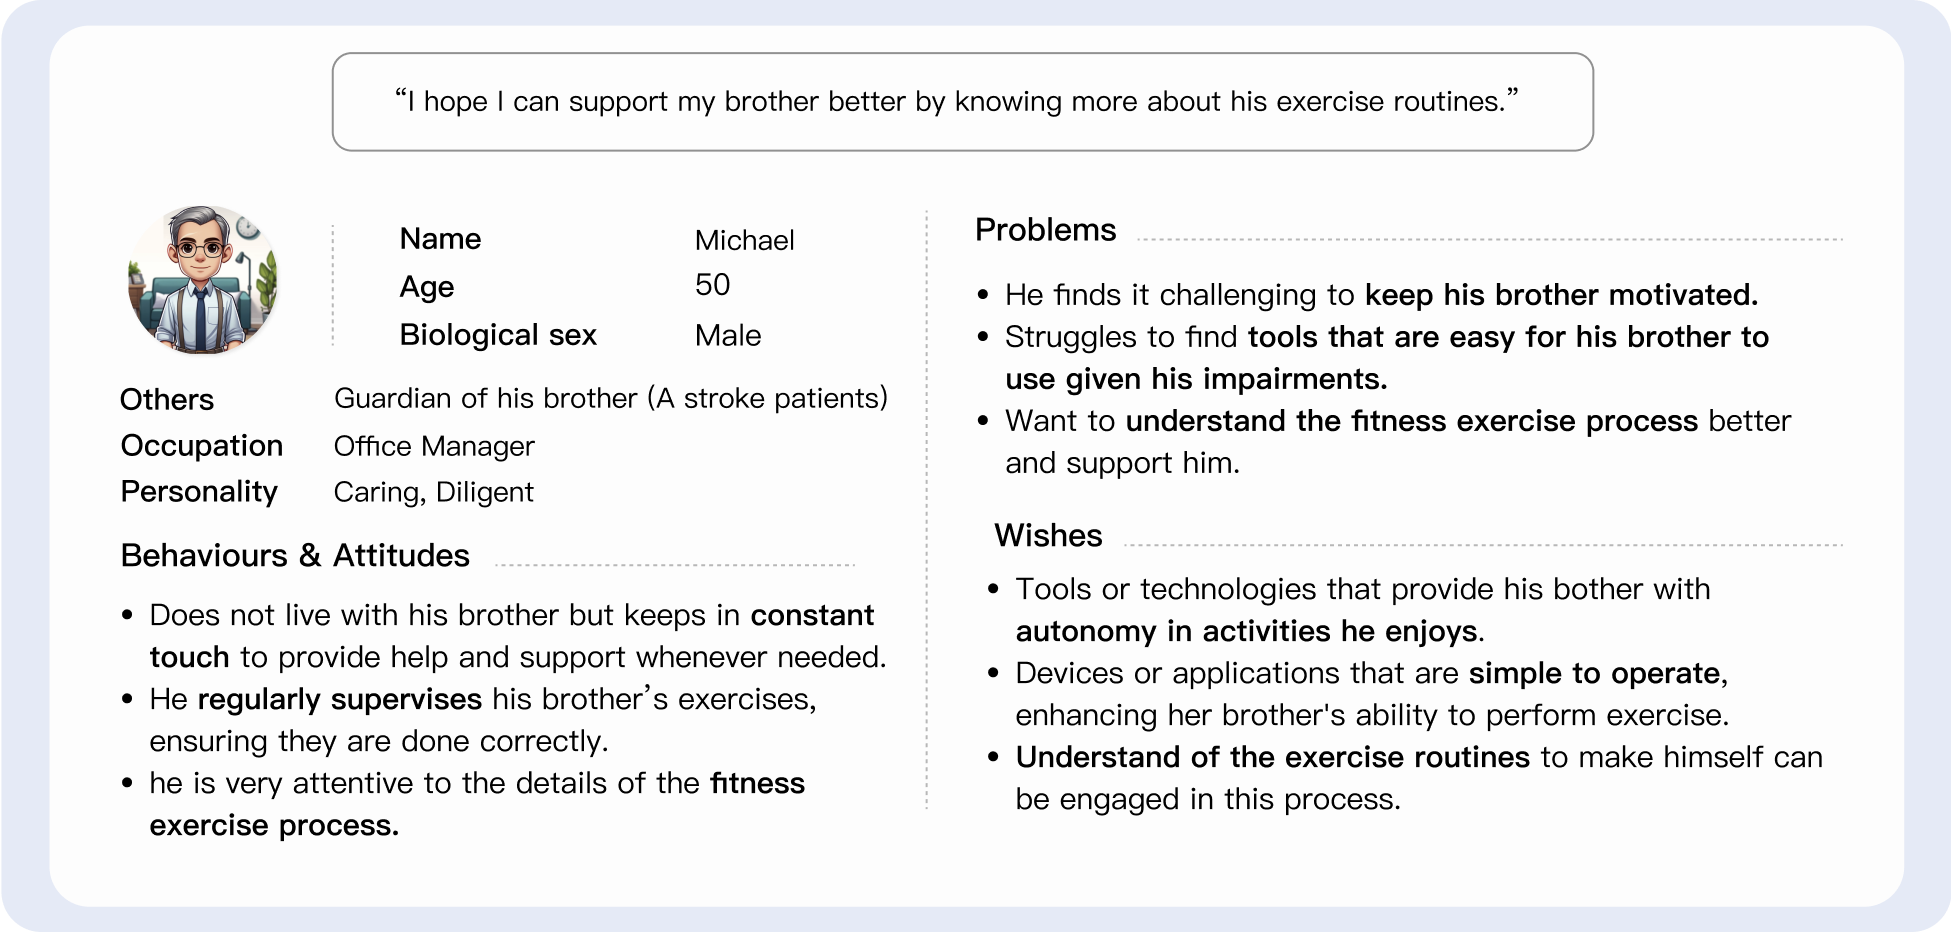 “I hope I can support my brother better by knowing more about his exercise routines.”
Name Michael
Age 50
Biological sex Male
Others Guardian of his brother (A stroke patients)
Occupation Office Manager
Personality Caring, Diligent
Behaviours & Attitudes
• Does not live with his brother but keeps in constant
touch to provide help and support whenever needed.
• He regularly supervises his brother’s exercises,
ensuring they are done correctly.
• he is very attentive to the details of the fitness
exercise process.
Problems
• He finds it challenging to keep his brother motivated.
• Struggles to find tools that are easy for his brother to
use given his impairments.
• Want to understand the fitness exercise process better
and support him.
Wishes
• Tools or technologies that provide his bother with
autonomy in activities he enjoys.
• Devices or applications that are simple to operate,
enhancing her brother's ability to perform exercise.
• Understand of the exercise routines to make himself can
be engaged in this process.